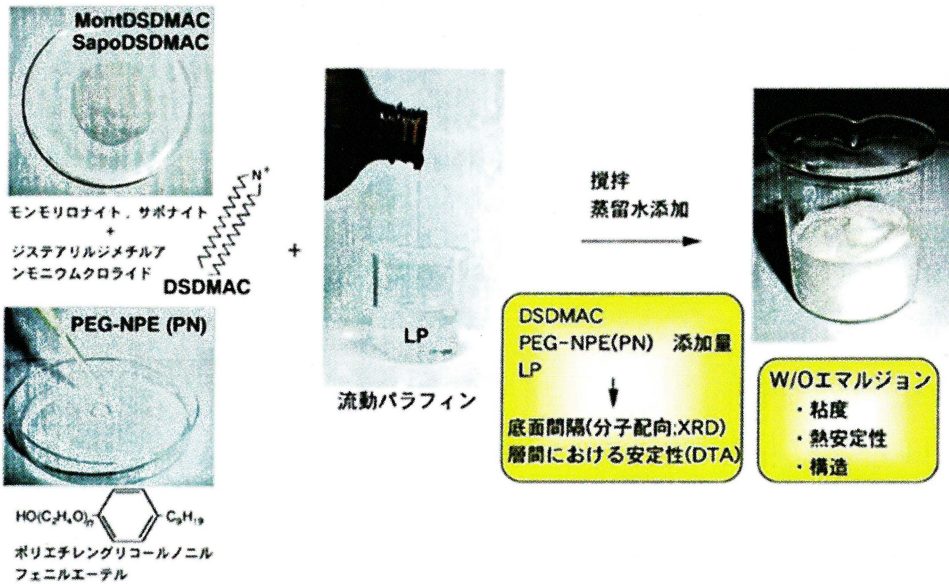 MontDSDMAC
SapoDSDMAC
モンモリロナイト，サポナイト
+
ジステアリルジメチルア
ンモニウムクロライド
N+
DSDMAC
PEG-NPE (PN)
HO(C2H4O)n
C9H19
ポリエチレングリコールノニル
フェニルエーテル
+
LP
流動パラフィン
攪拌
蒸留水添加
DSDMAC
PEG-NPE(PN) 添加量
LP
底面間隔(分子配向;XRD)
層間における安定性(DTA)
W/Oエマルジョン
・粘度
・熱安定性
・構造